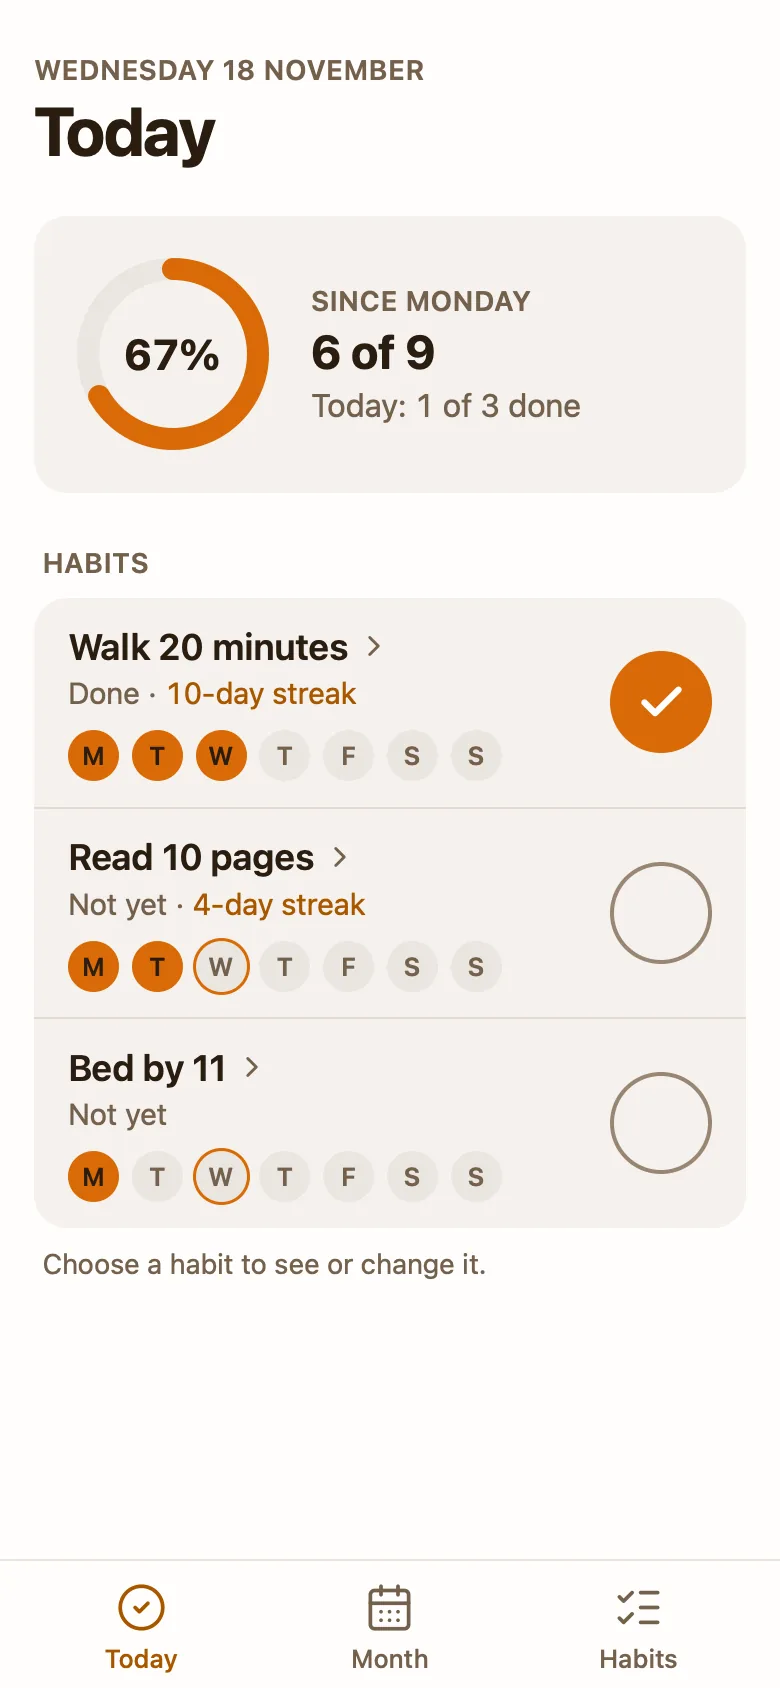 WEDNESDAY 18 NOVEMBER
Today
67%
SINCE MONDAY
6 of 9
Today: 1 of 3 done
HABITS
Walk 20 minutes
Done · 10-day streak
M T W T F S S
Read 10 pages
Not yet · 4-day streak
M T W T F S S
Bed by 11
Not yet
M T W T F S S
Choose a habit to see or change it.
Today Month Habits